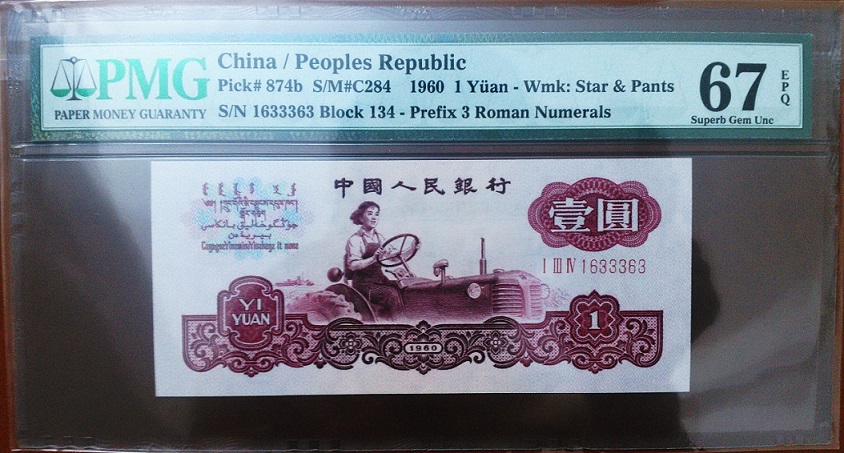 PMG
PAPER MONEY GUARANTY
China / Peoples Republic
Pick# 874b S/M#C284 1960 1 Yüan - Wmk: Star & Pants
S/N 1633363 Block 134 - Prefix 3 Roman Numerals
67
EPQ
Superb Gem Unc
中國人民銀行
壹圓
I III IV 1633363
YI
YUAN
1960
1